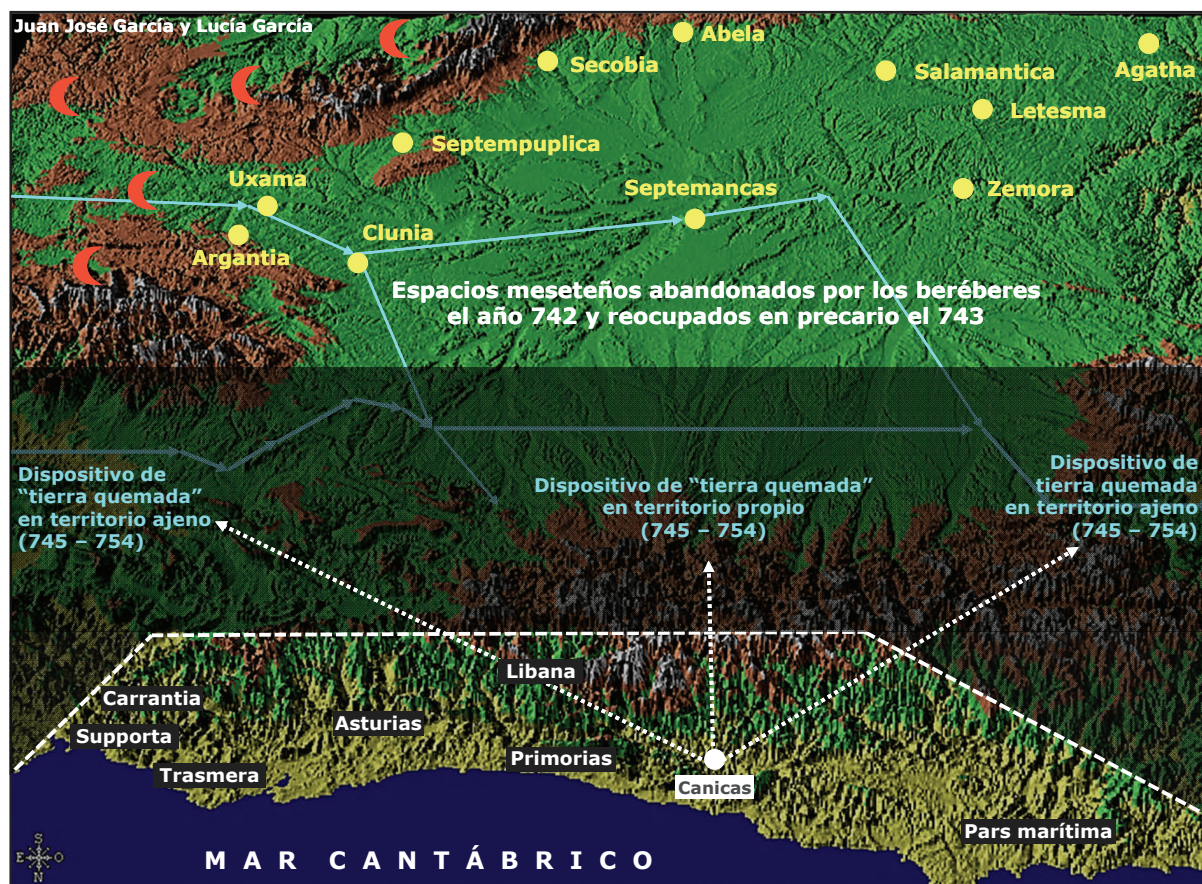 Juan José García y Lucía García
Abela
Secobia
Salamantica
Agatha
Letesma
Septempuplica
Uxama
Septemancas
Zemora
Argantia
Clunia
Espacios meseteños abandonados por los beréberes
el año 742 y reocupados en precario el 743
Dispositivo de
“tierra quemada”
en territorio ajeno
(745 – 754)
Dispositivo de “tierra quemada”
en territorio propio
(745 – 754)
Dispositivo de
tierra quemada
en territorio ajeno
(745 – 754)
Libana
Carrantia
Asturias
Supporta
Primorias
Trasmera
Canicas
Pars marítima
MAR CANTÁBRICO
S
E O
N